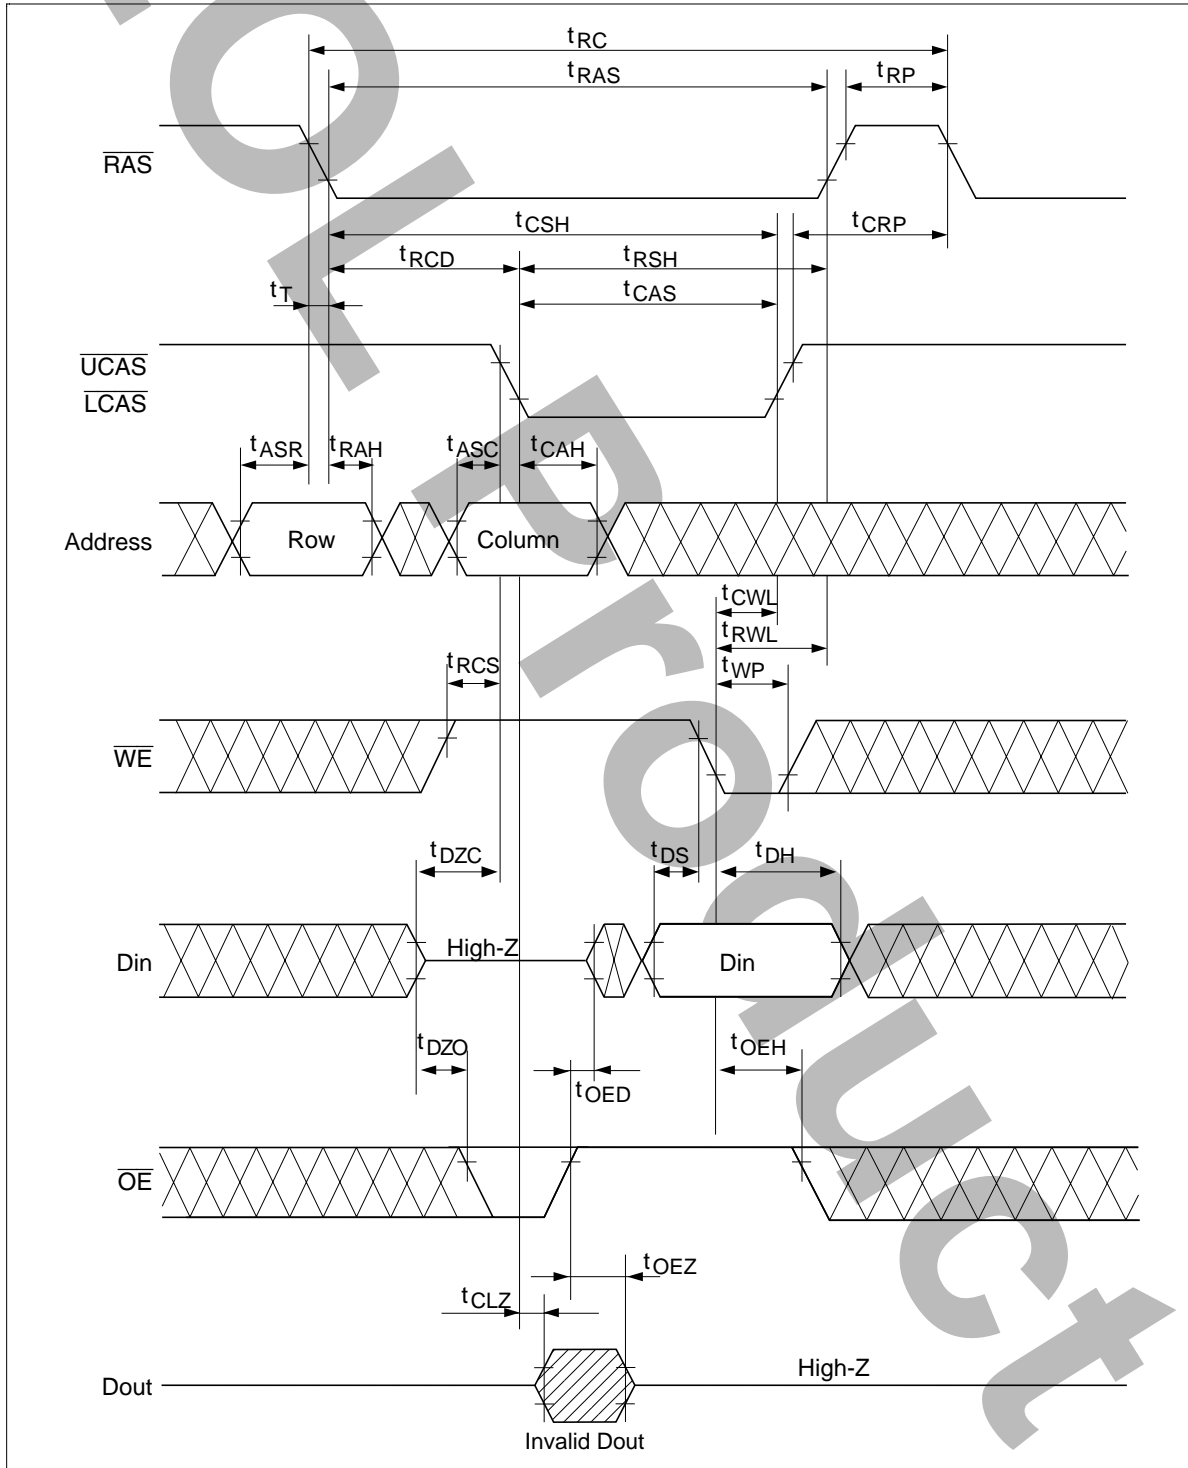 tRC
tRAS
tRP
RAS
tCSH
tCRP
tRCD
tRSH
tT
tCAS
UCAS
LCAS
tASR
tRAH
tASC
tCAH
Address
Row
Column
tCWL
tRWL
tRCS
tWP
WE
tDZC
tDS
tDH
Din
High-Z
Din
tDZO
tOED
tOEH
OE
tOEZ
tCLZ
Dout
High-Z
Invalid Dout
OL Product